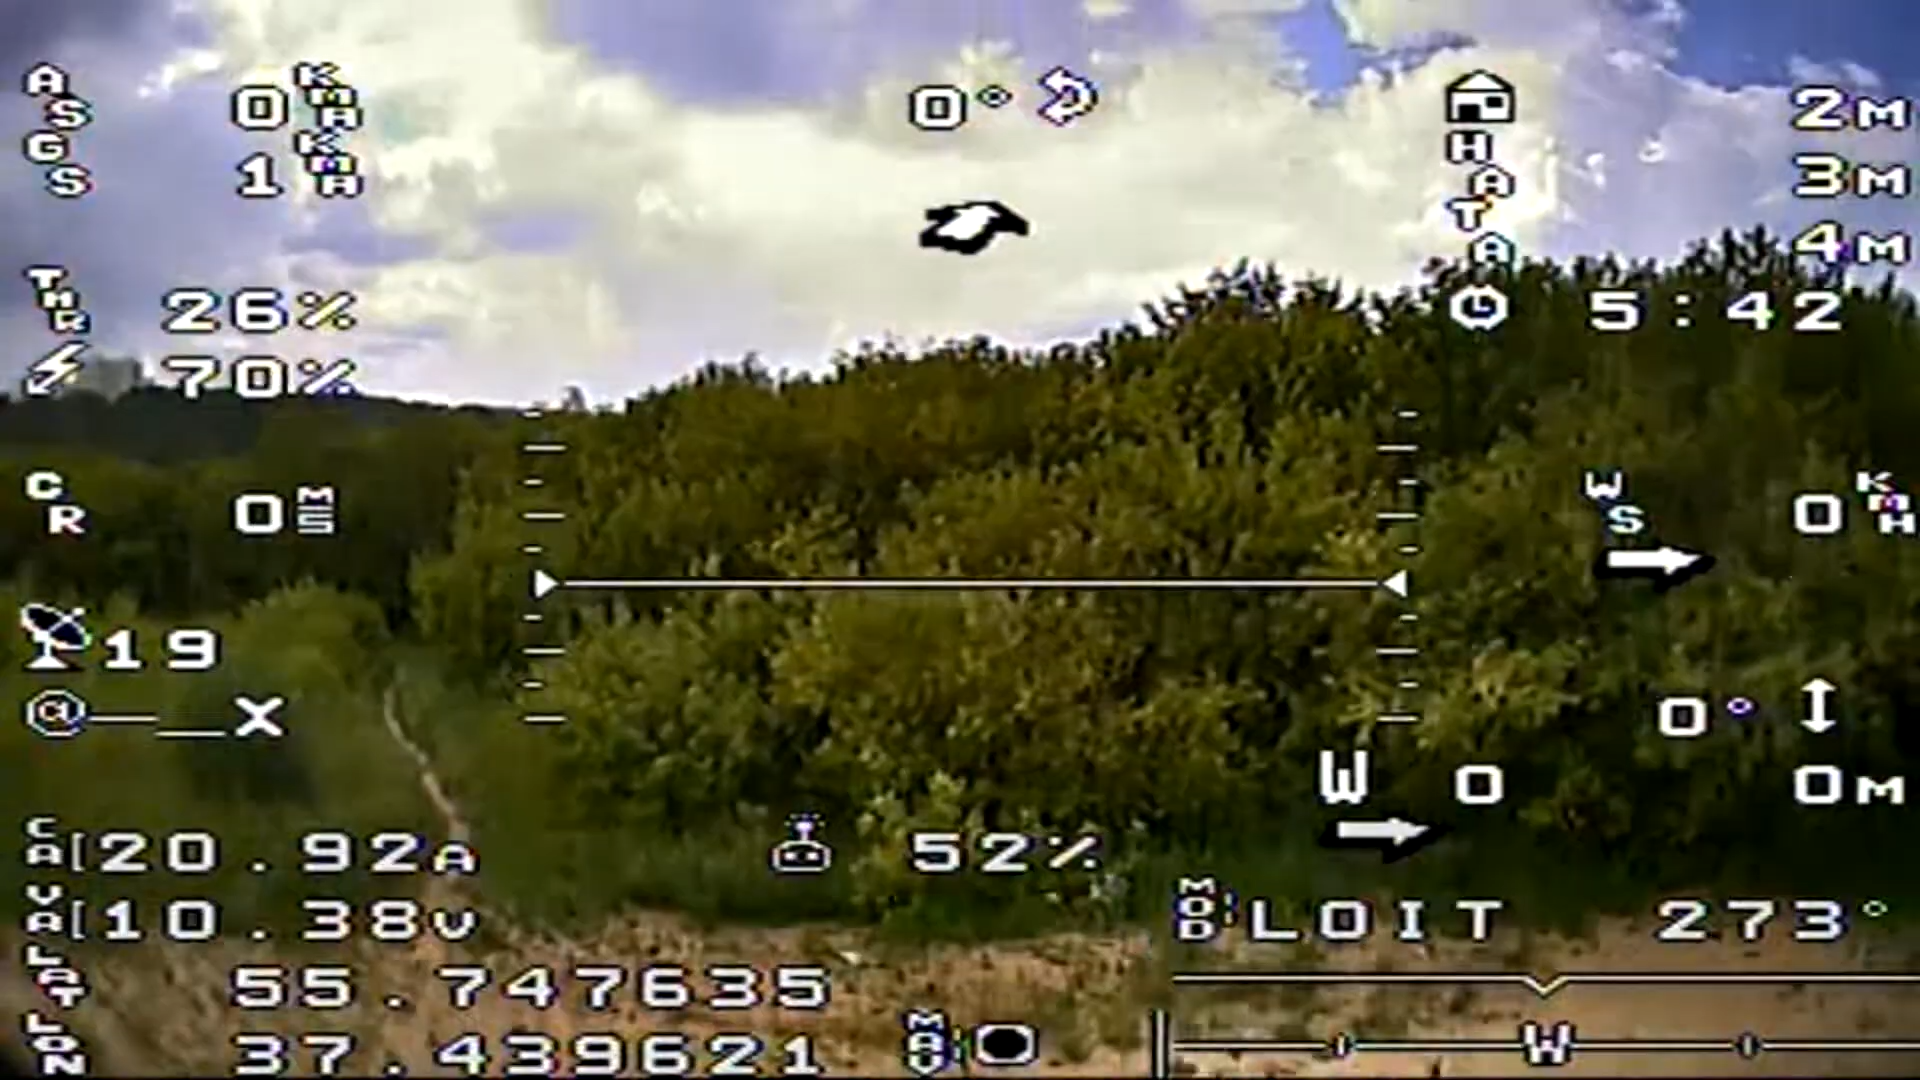 AS 0 KMH
GS 1 KMH
0°
HATA
2M
3M
4M
THR 26%
70%
5:42
CR 0 MS
WS 0 KMH
19
@
X
0°
W 0 0M
CA[20.92A
52%
VA[10.38V
MOD:LOIT 273°
LAT 55.747635
LON 37.439621
W